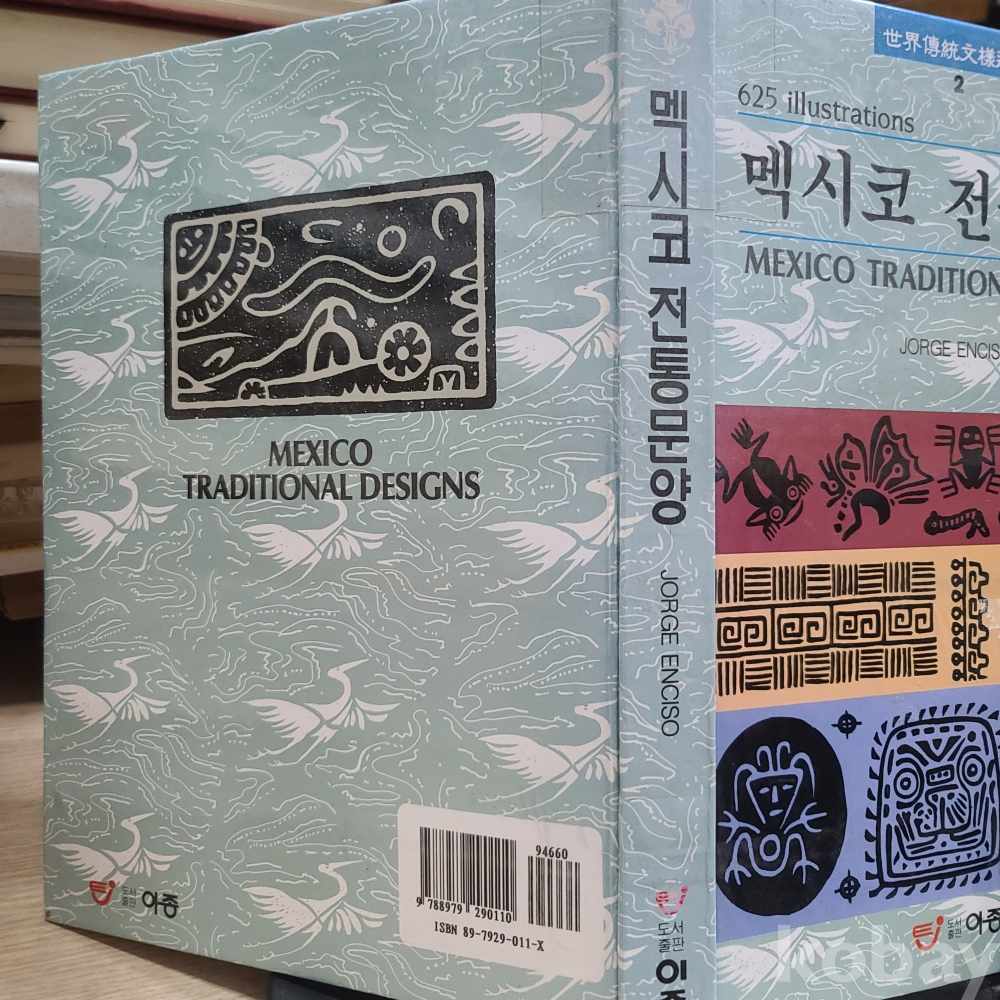 MEXICO
TRADITIONAL DESIGNS
94660
9 788979 290110
ISBN 89-7929-011-X
도서
출판 아종
멕시코 전통문양
JORGE ENCISO
도서
출판
世界傳統文樣
2
625 illustrations
멕시코 전
MEXICO TRADITION
JORGE ENCIS
도서
출판 아종
kobay